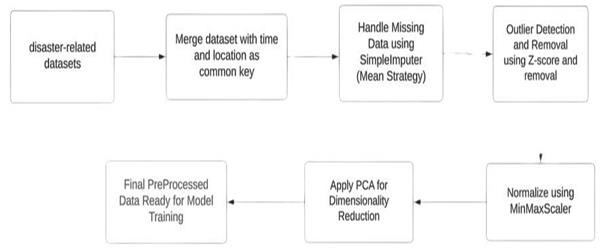 disaster-related
datasets
Merge dataset with time
and location as
common key
Handle Missing
Data using
SimpleImputer
(Mean Strategy)
Outlier Detection
and Removal
using Z-score and
removal
Normalize using
MinMaxScaler
Apply PCA for
Dimensionality
Reduction
Final PreProcessed
Data Ready for Model
Training